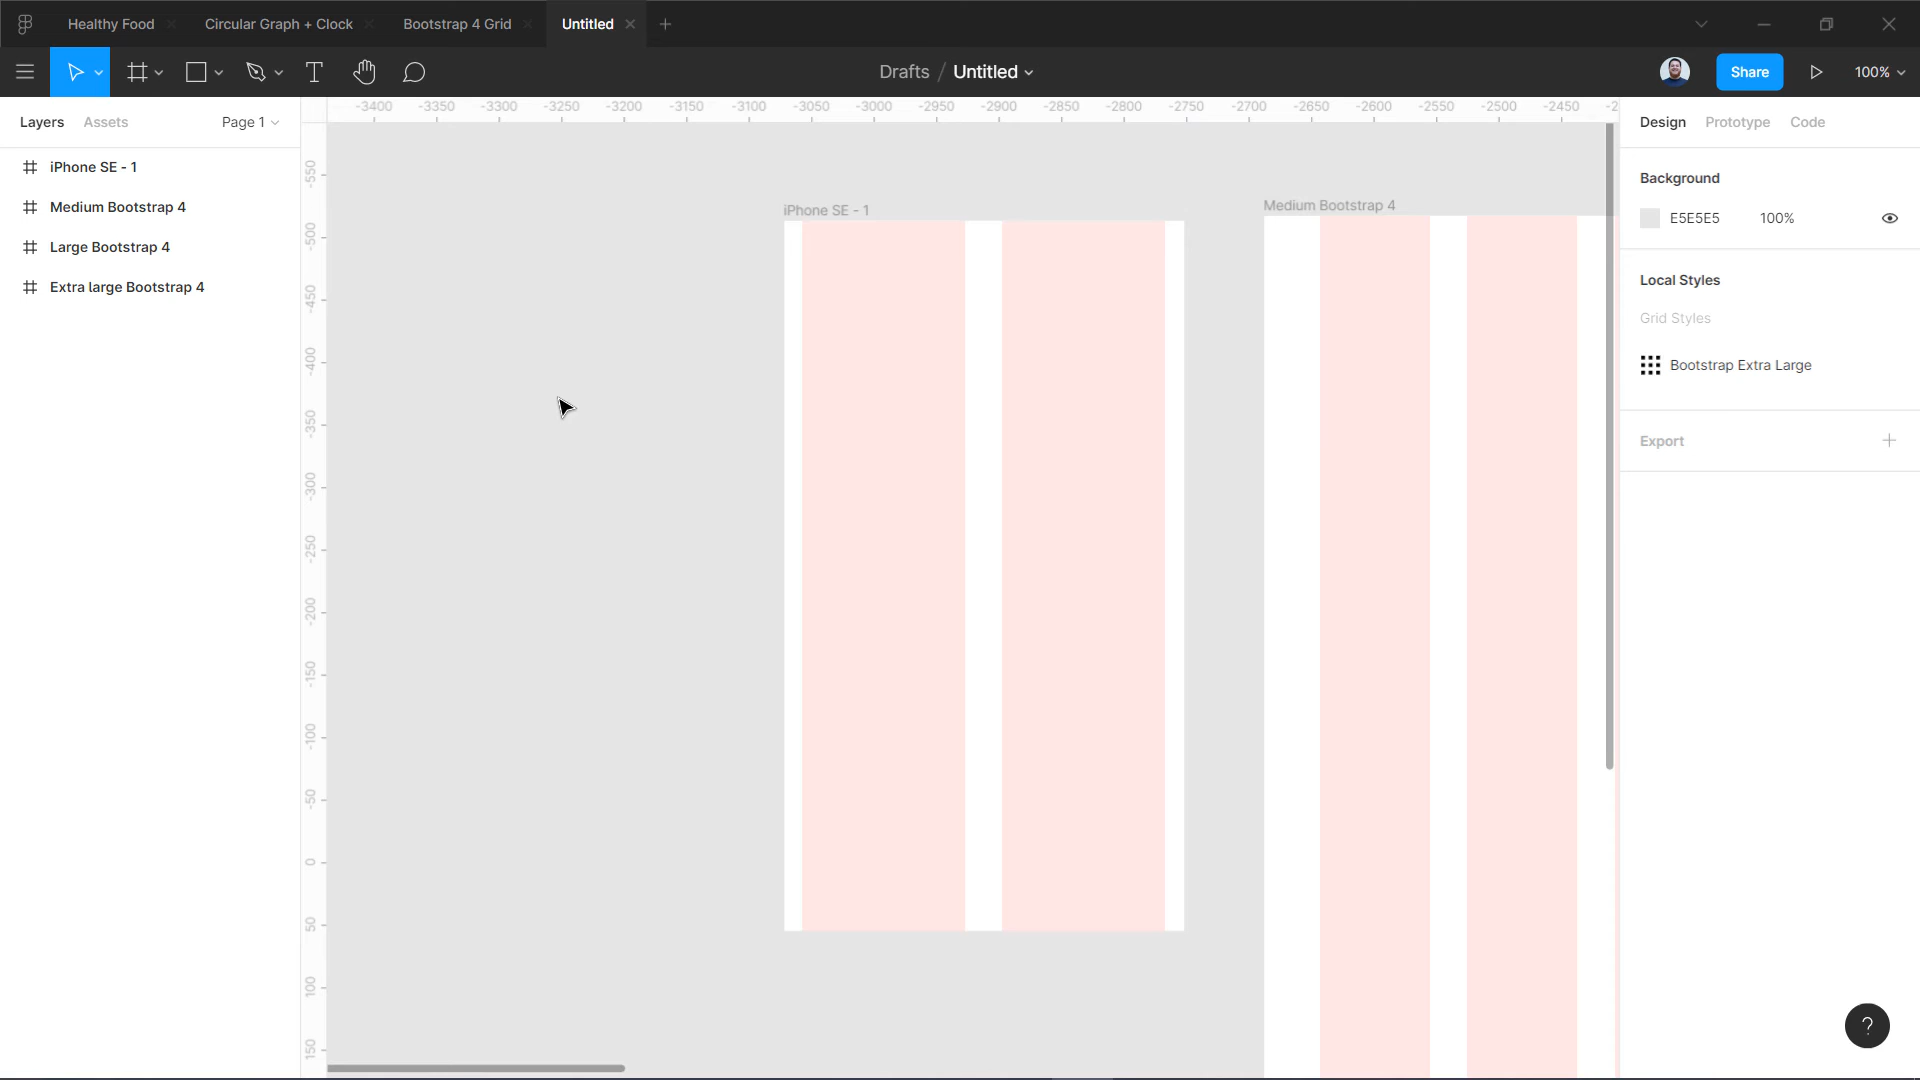 Healthy Food
Circular Graph + Clock
Bootstrap 4 Grid
Untitled
Drafts / Untitled
Share
100%
Layers
Assets
Page 1
-3400 -3350 -3300 -3250 -3200 -3150 -3100 -3050 -3000 -2950 -2900 -2850 -2800 -2750 -2700 -2650 -2600 -2550 -2500 -2450 -2
Design
Prototype
Code
iPhone SE - 1
Medium Bootstrap 4
Large Bootstrap 4
Extra large Bootstrap 4
-550
-500
-450
-400
-350
-300
-250
-200
-150
-100
-50
0
50
100
150
iPhone SE - 1
Medium Bootstrap 4
Background
E5E5E5 100%
Local Styles
Grid Styles
Bootstrap Extra Large
Export
?